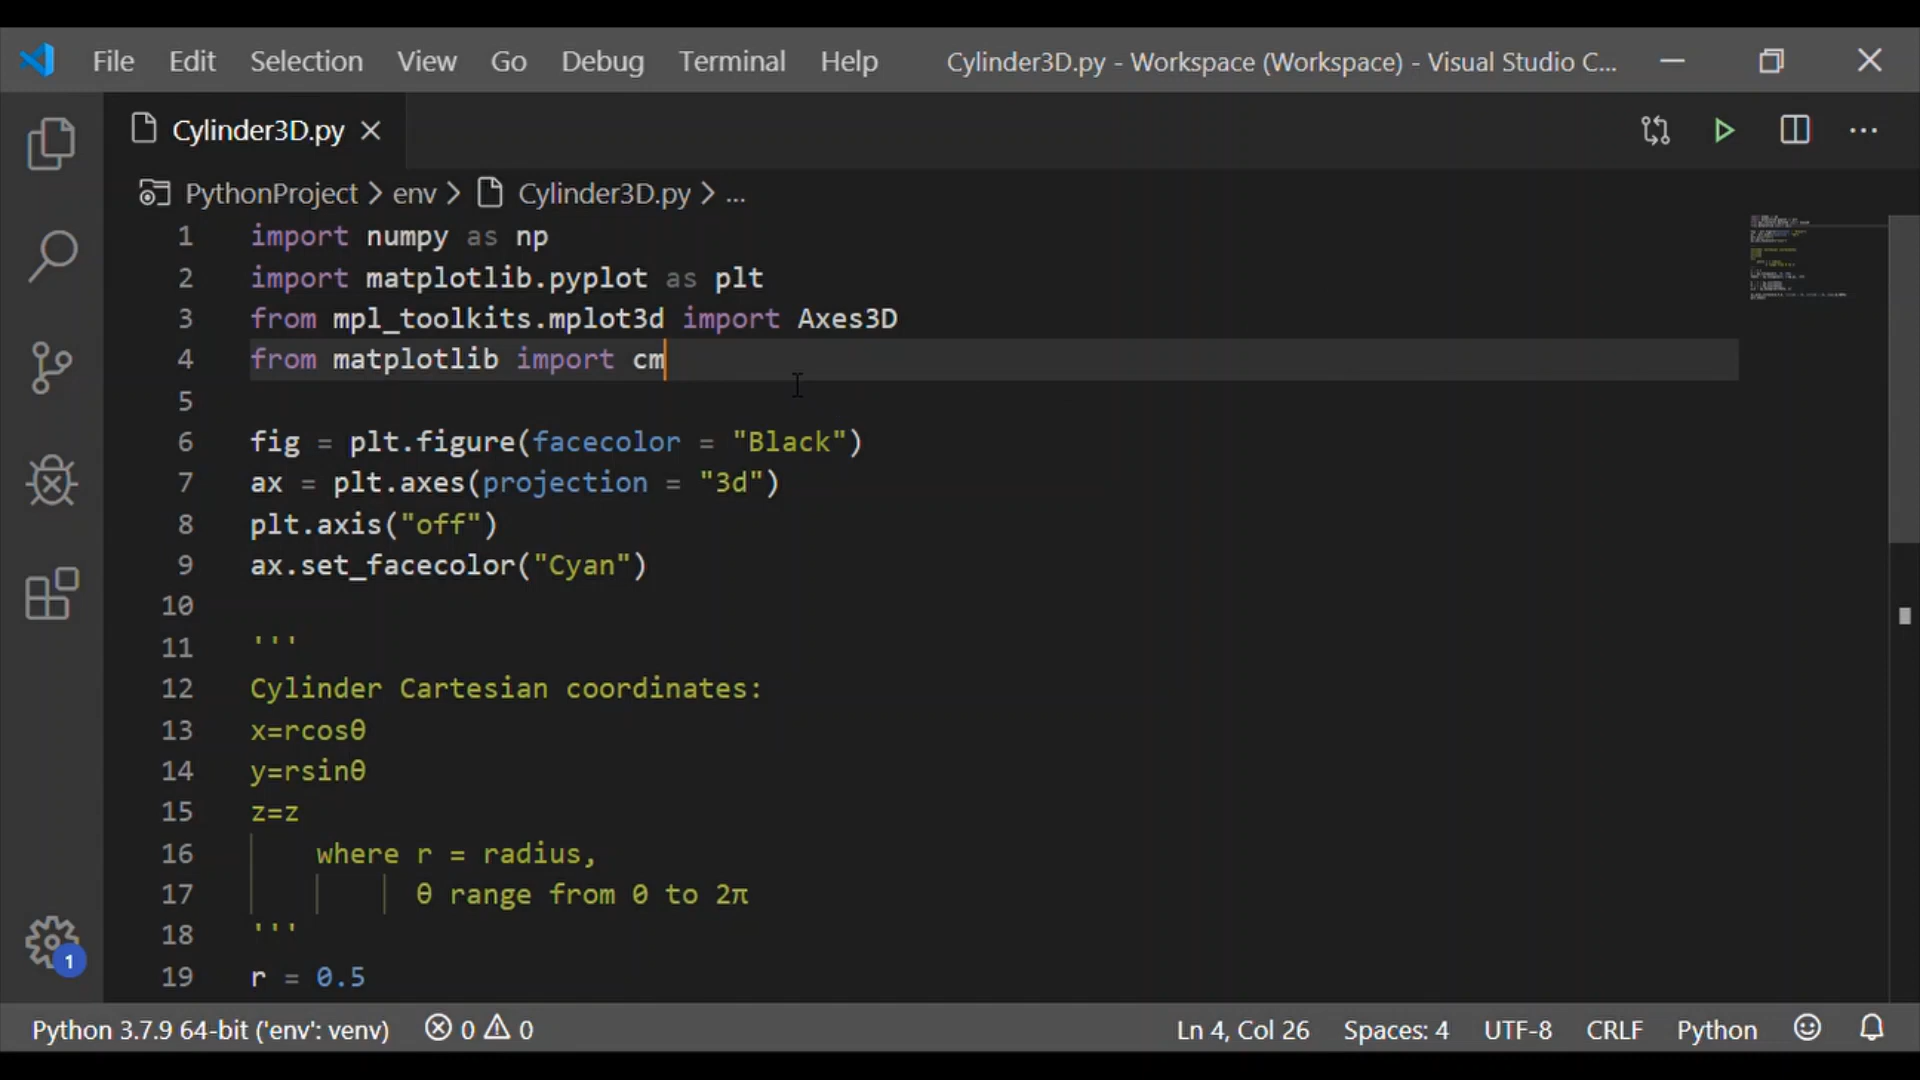 File Edit Selection View Go Debug Terminal Help Cylinder3D.py - Workspace (Workspace) - Visual Studio C...
Cylinder3D.py
PythonProject > env > Cylinder3D.py > ...
1 import numpy as np
2 import matplotlib.pyplot as plt
3 from mpl_toolkits.mplot3d import Axes3D
4 from matplotlib import cm
5
6 fig = plt.figure(facecolor = "Black")
7 ax = plt.axes(projection = "3d")
8 plt.axis("off")
9 ax.set_facecolor("Cyan")
10
11 '''
12 Cylinder Cartesian coordinates:
13 x=rcosθ
14 y=rsinθ
15 z=z
16 where r = radius,
17 θ range from 0 to 2π
18 '''
19 r = 0.5
1
Python 3.7.9 64-bit ('env': venv) 0 0 Ln 4, Col 26 Spaces: 4 UTF-8 CRLF Python